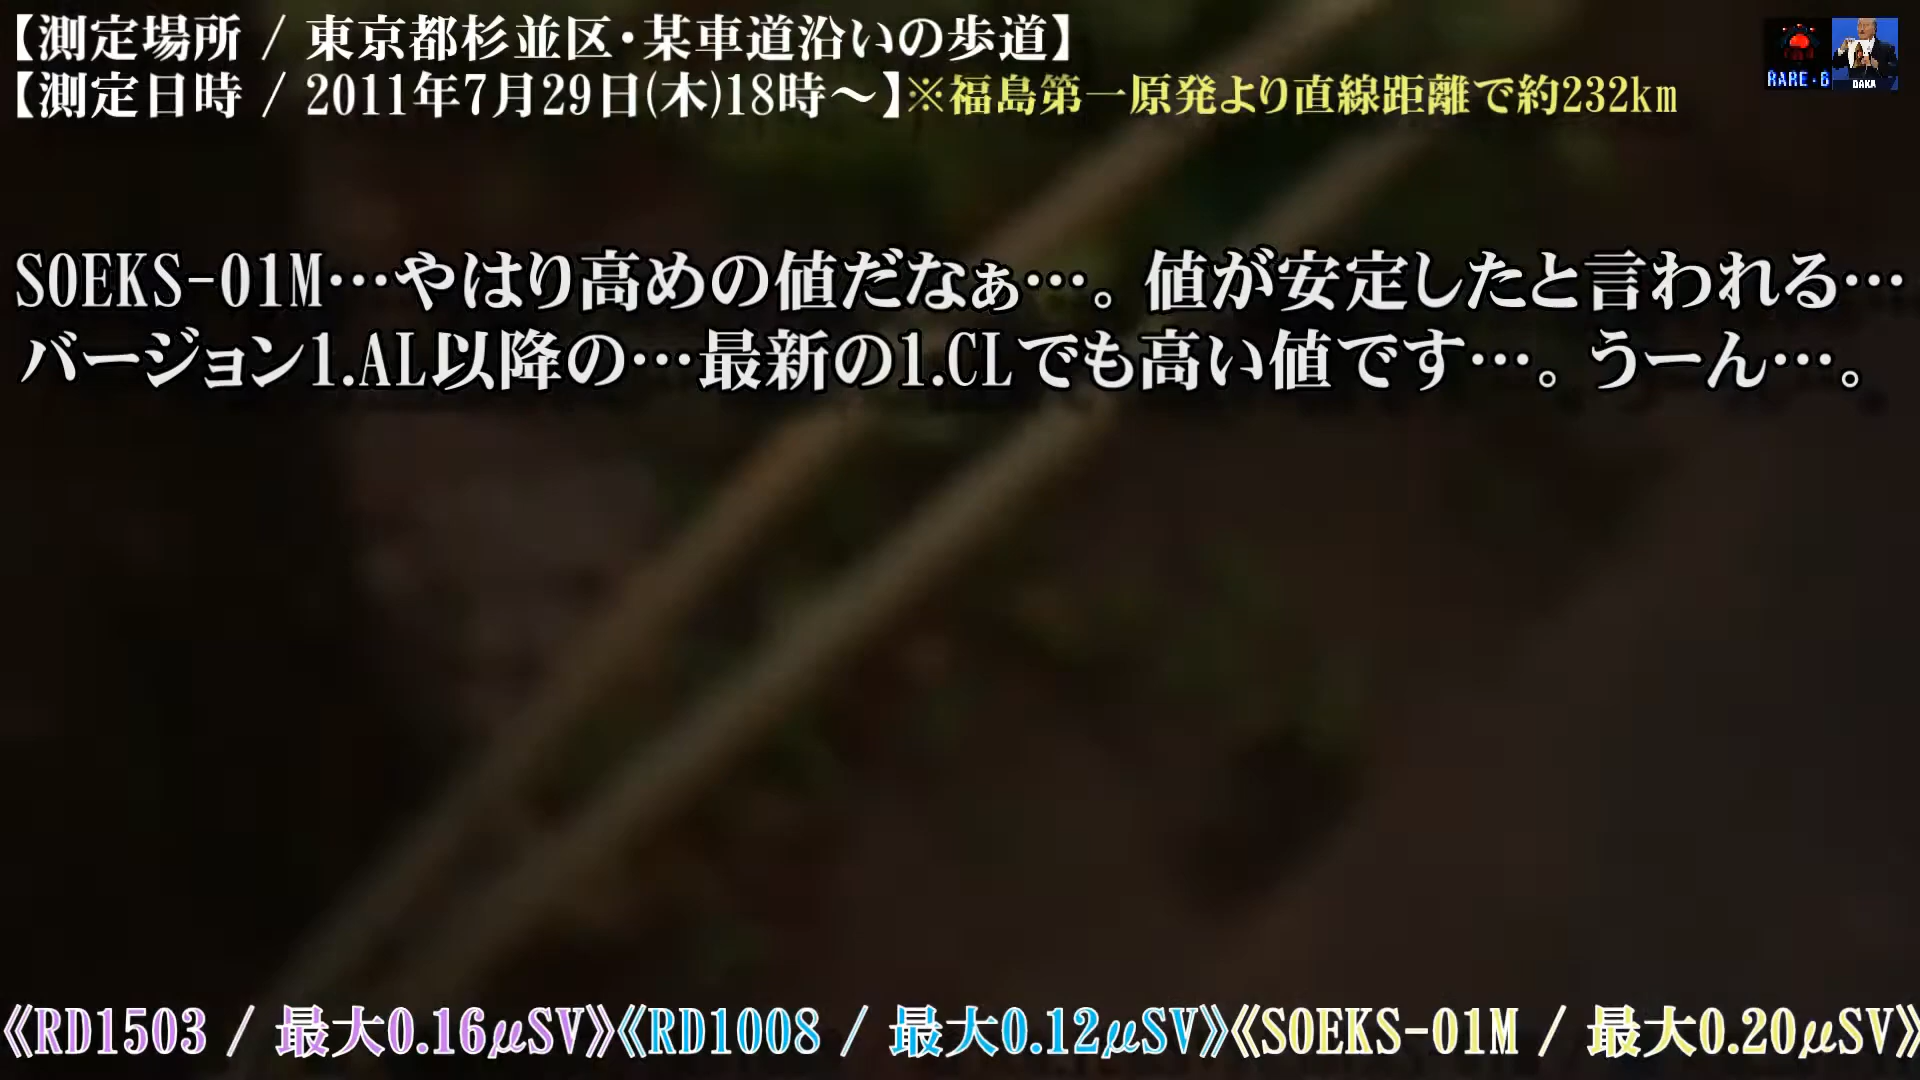 【測定場所 / 東京都杉並区・某車道沿いの歩道】
【測定日時 / 2011年7月29日(木)18時～】※福島第一原発より直線距離で約232km
RARE・6
DAKA
SOEKS-01M…やはり高めの値だなぁ…。値が安定したと言われる…
バージョン1.AL以降の…最新の1.CLでも高い値です…。うーん…。
《RD1503 / 最大0.16μSV》《RD1008 / 最大0.12μSV》《SOEKS-01M / 最大0.20μSV》